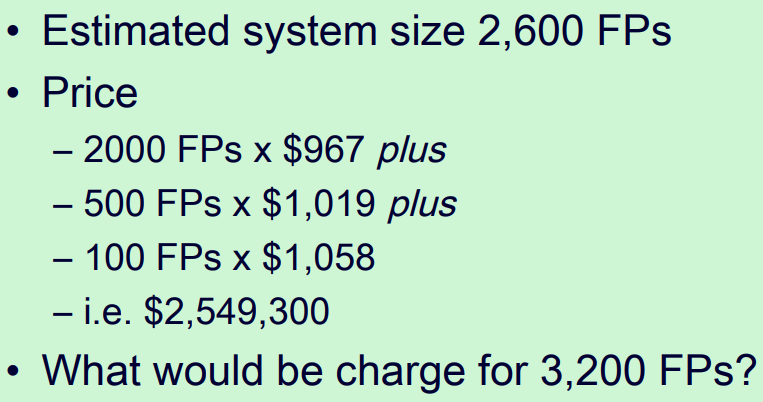 • Estimated system size 2,600 FPs
• Price
– 2000 FPs x $967 plus
– 500 FPs x $1,019 plus
– 100 FPs x $1,058
– i.e. $2,549,300
• What would be charge for 3,200 FPs?